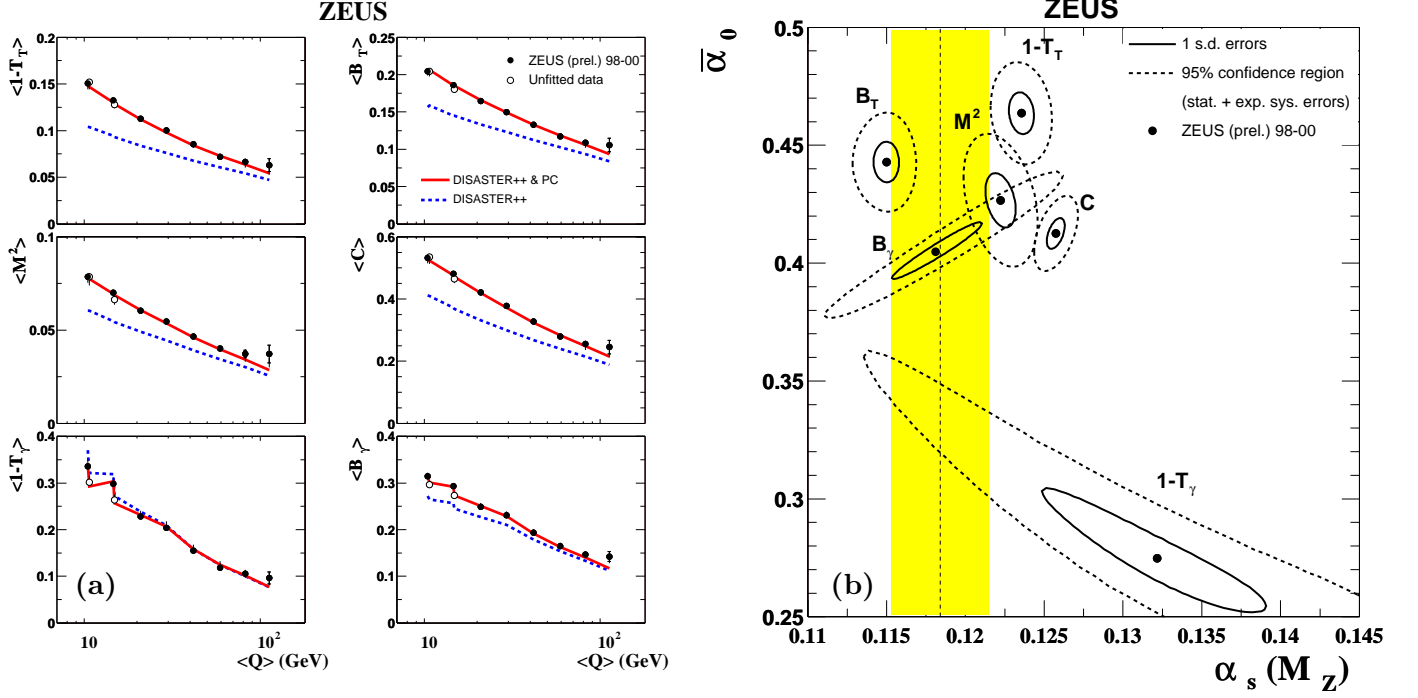 ZEUS
<1-T_T>
0.2
0.15
0.1
0.05
0
<B_T>
0.25
0.2
0.15
0.1
0.05
0
ZEUS (prel.) 98-00
Unfitted data
DISASTER++ & PC
DISASTER++
<M²>
0.1
0.05
0
<C>
0.6
0.4
0.2
0
<1-T_γ>
0.4
0.3
0.2
0.1
0
(a)
10
10²
<Q> (GeV)
<B_γ>
0.4
0.3
0.2
0.1
0
10
10²
<Q> (GeV)
ZEUS
α̅_0
0.5
0.45
0.4
0.35
0.3
0.25
1 s.d. errors
95% confidence region
(stat. + exp. sys. errors)
ZEUS (prel.) 98-00
1-T_T
B_T
M²
C
B_γ
1-T_γ
(b)
0.11
0.115
0.12
0.125
0.13
0.135
0.14
0.145
α_s (M_Z)